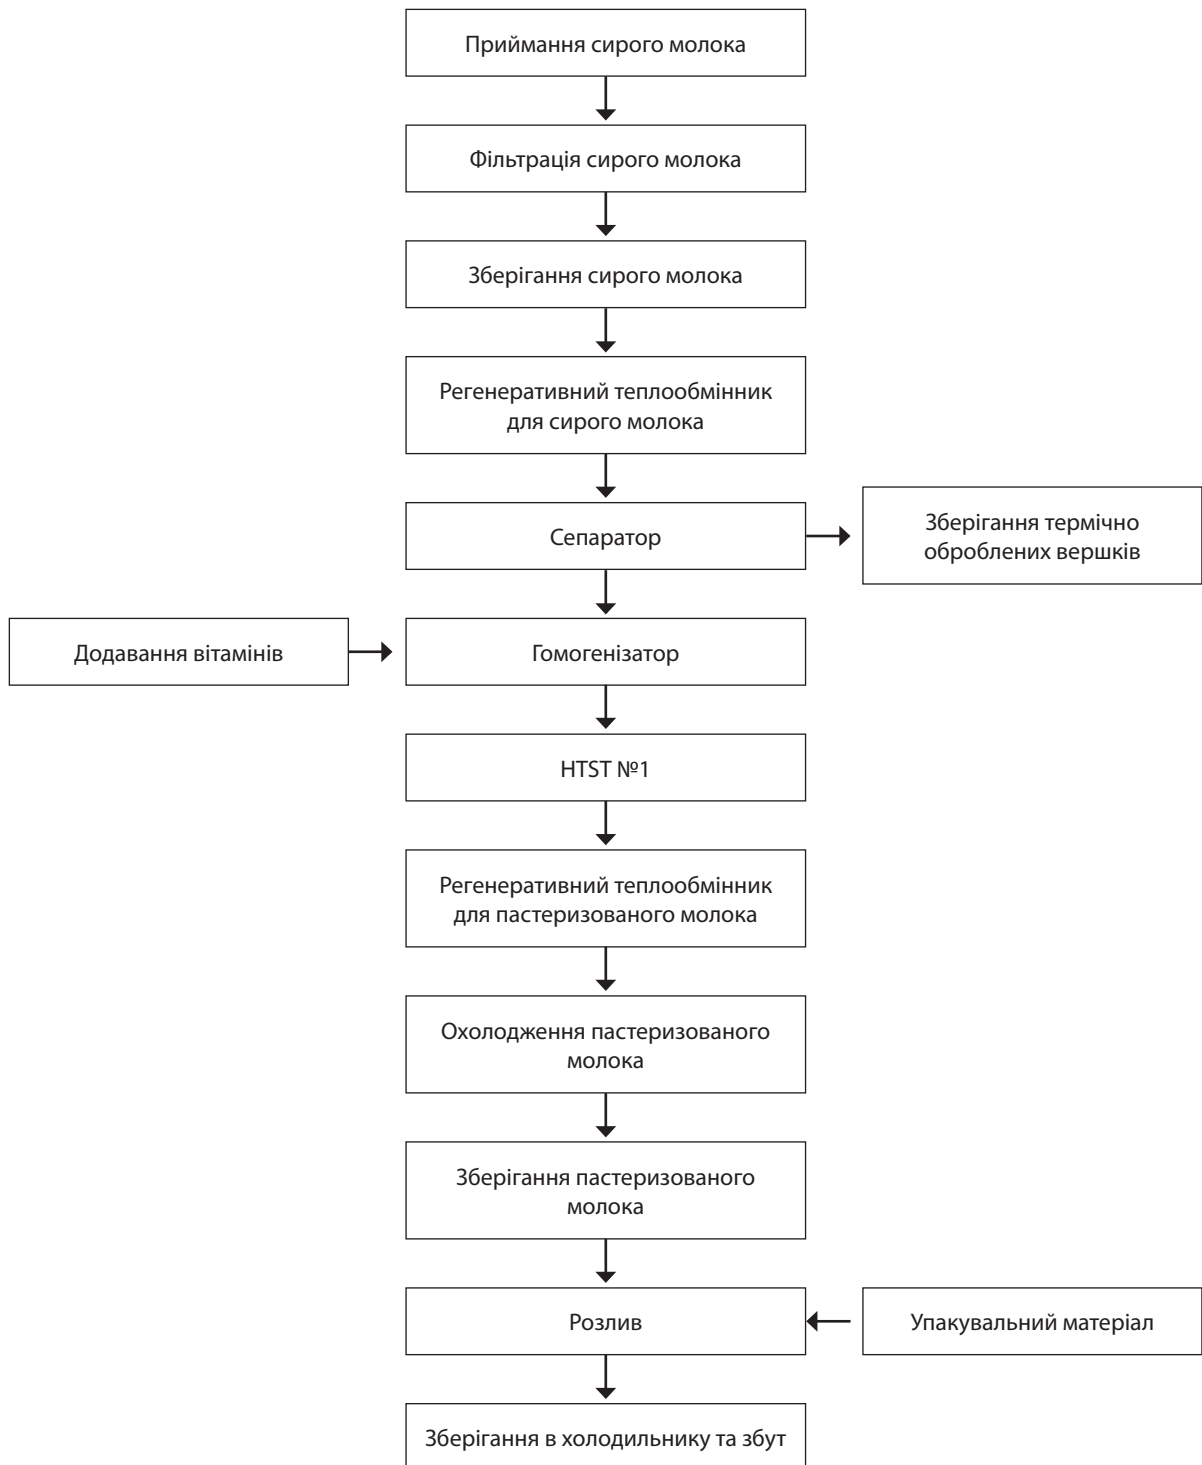 Приймання сирого молока
Фільтрація сирого молока
Зберігання сирого молока
Регенеративний теплообмінник
для сирого молока
Сепаратор
Зберігання термічно
оброблених вершків
Додавання вітамінів
Гомогенізатор
HTST №1
Регенеративний теплообмінник
для пастеризованого молока
Охолодження пастеризованого
молока
Зберігання пастеризованого
молока
Розлив
Упакувальний матеріал
Зберігання в холодильнику та збут